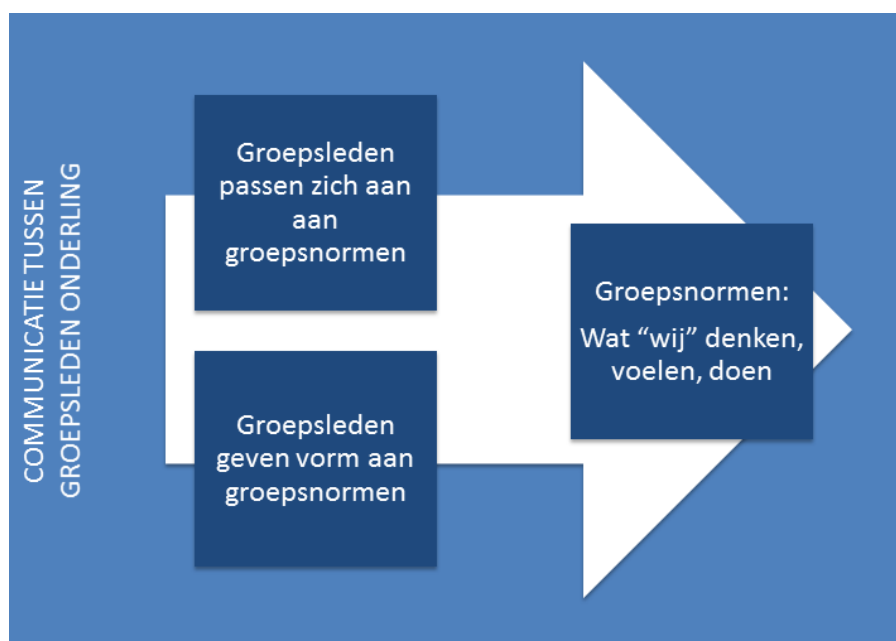 COMMUNICATIE TUSSEN
GROEPSLEDEN ONDERLING
Groepsleden
passen zich aan
aan
groepsnormen
Groepsleden
geven vorm aan
groepsnormen
Groepsnormen:
Wat “wij” denken,
voelen, doen